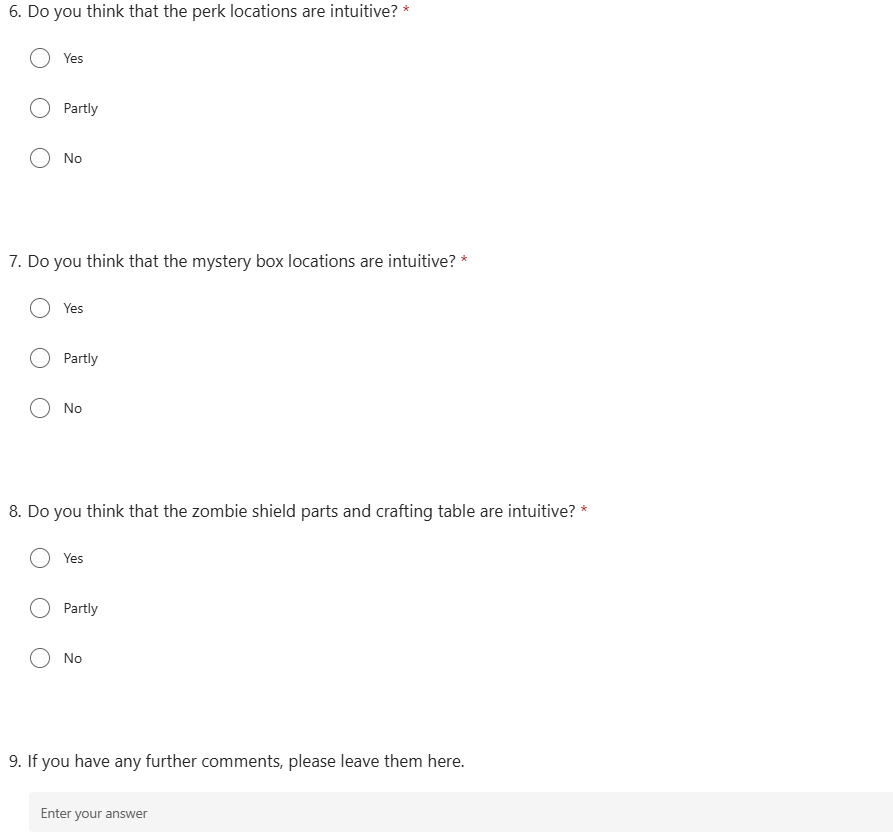 6. Do you think that the perk locations are intuitive? *
Yes
Partly
No
7. Do you think that the mystery box locations are intuitive? *
Yes
Partly
No
8. Do you think that the zombie shield parts and crafting table are intuitive? *
Yes
Partly
No
9. If you have any further comments, please leave them here.
Enter your answer